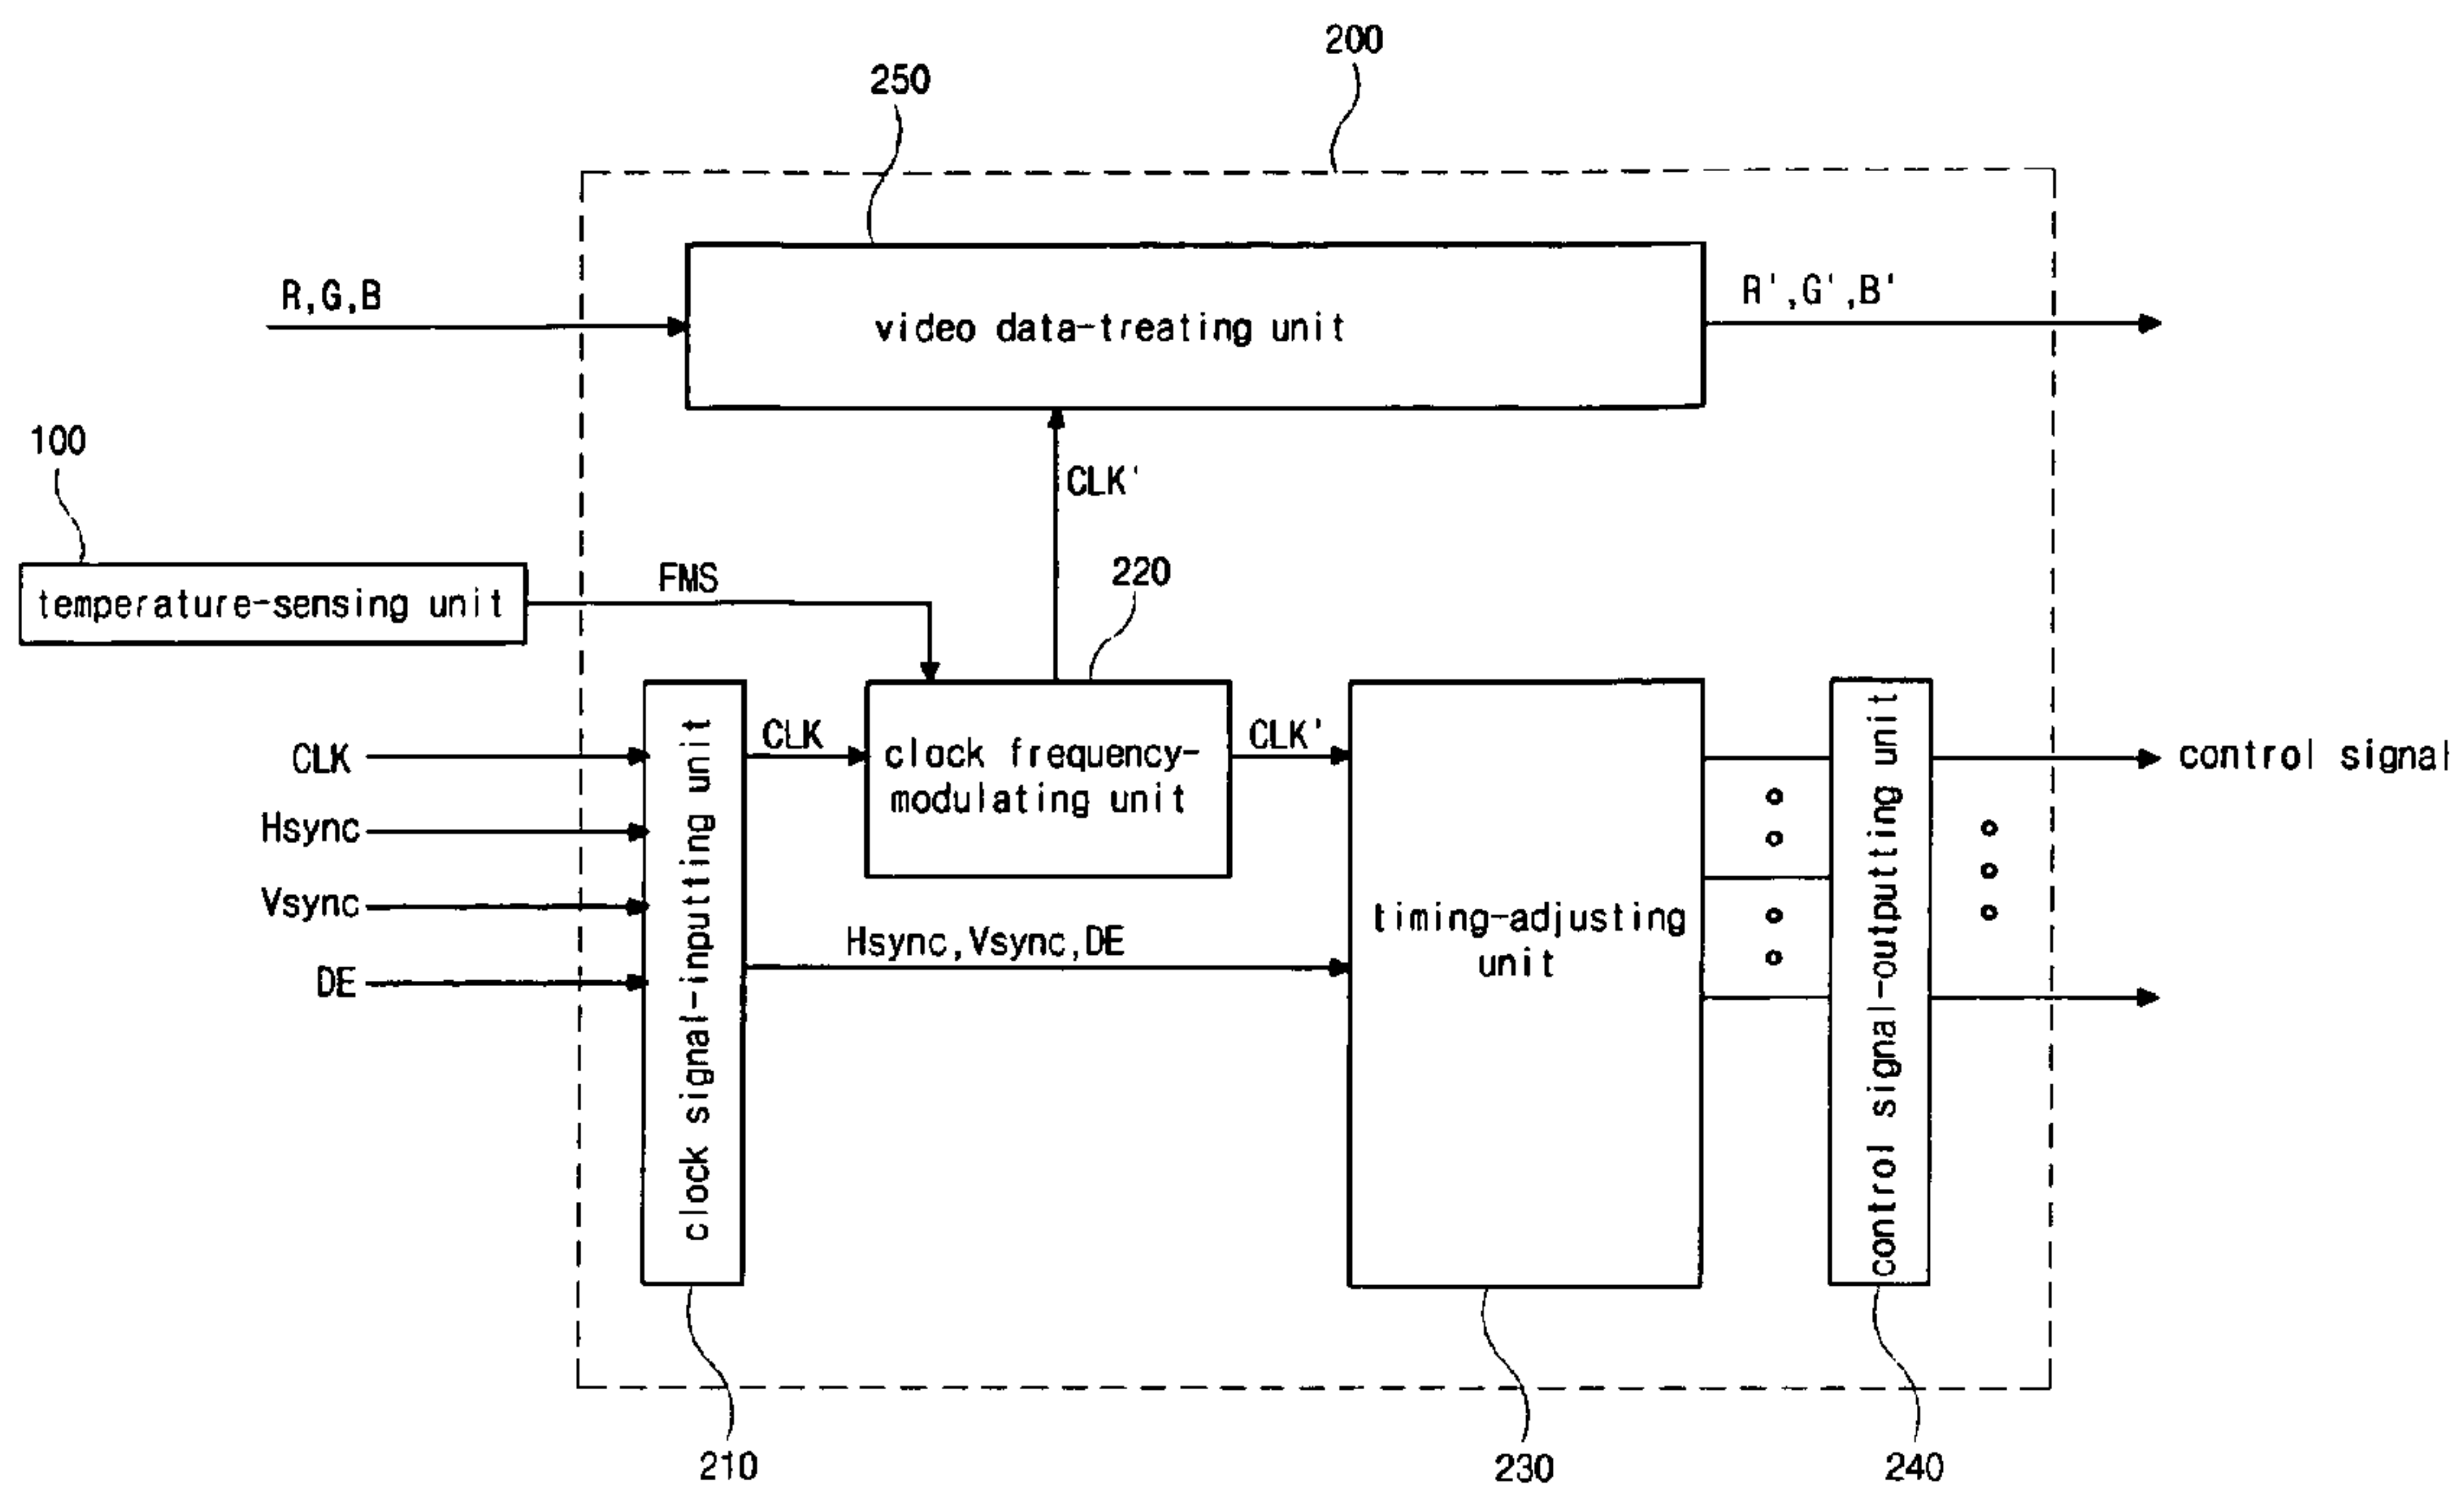 200
250
R,G,B
video data-treating unit
R',G',B'
100
CLK'
temperature-sensing unit
FMS
220
CLK
Hsync
Vsync
DE
clock signal-inputting unit
CLK
clock frequency-
modulating unit
CLK'
Hsync,Vsync,DE
timing-adjusting
unit
control signal-outputting unit
control signal
210
230
240